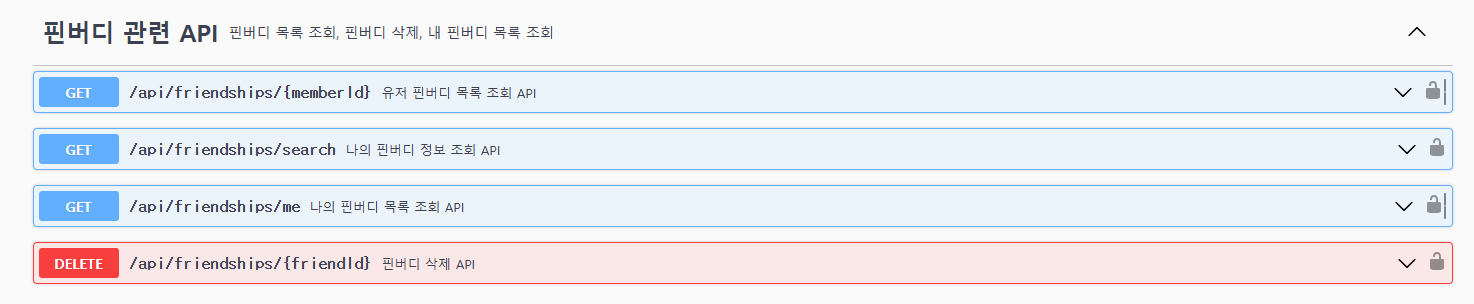 핀버디 관련 API 핀버디 목록 조회, 핀버디 삭제, 내 핀버디 목록 조회
GET /api/friendships/{memberId} 유저 핀버디 목록 조회 API
GET /api/friendships/search 나의 핀버디 정보 조회 API
GET /api/friendships/me 나의 핀버디 목록 조회 API
DELETE /api/friendships/{friendId} 핀버디 삭제 API